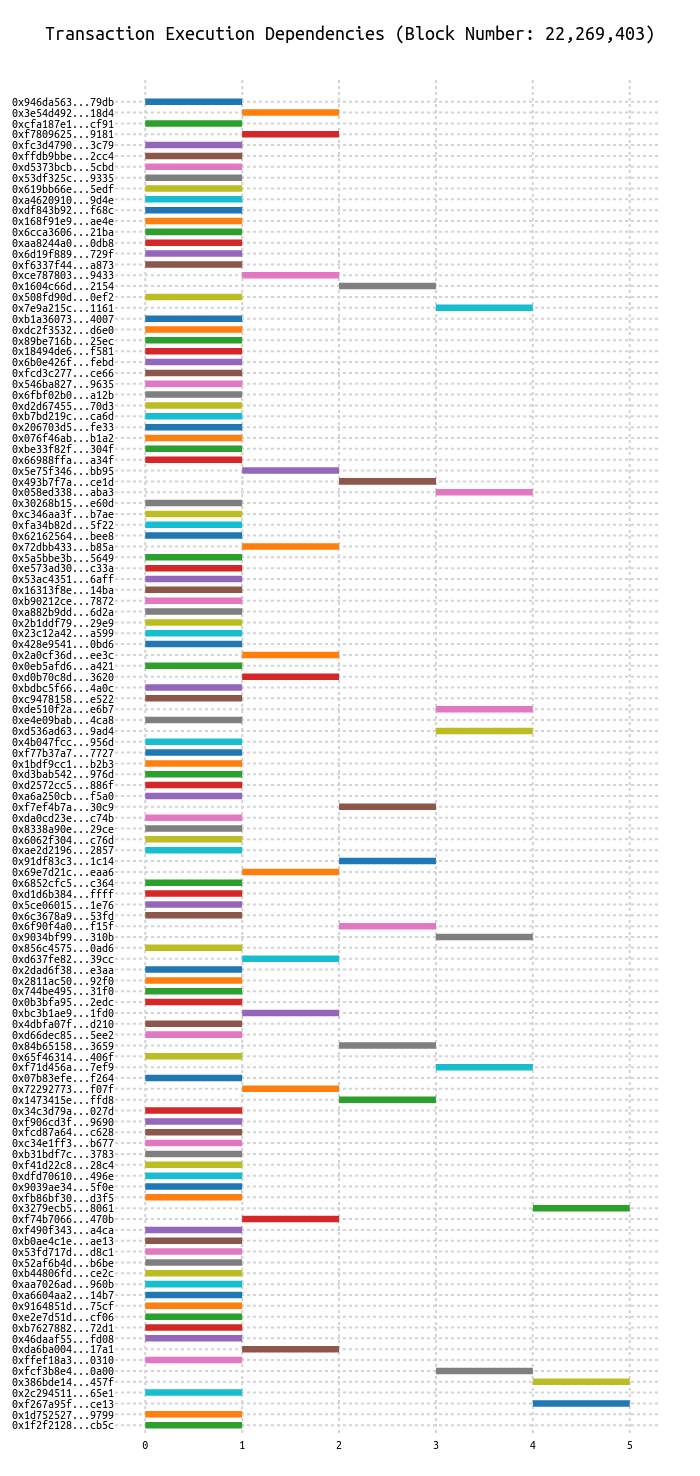 Transaction Execution Dependencies (Block Number: 22,269,403)
0x946da563...79db
0x3e54d492...18d4
0xcfa187e1...cf91
0xf7809625...9181
0xfc3d4790...3c79
0xffdb9bbe...2cc4
0xd5373bcb...5cbd
0x53df325c...9335
0x619bb66e...5edf
0xa4620910...9d4e
0xdf843b92...f68c
0x168f91e9...ae4e
0x6cca3606...21ba
0xaa8244a0...0db8
0x6d19f889...729f
0xf6337f44...a873
0xce787803...9433
0x1604c66d...2154
0x508fd90d...0ef2
0x7e9a215c...1161
0xb1a36073...4007
0xdc2f3532...d6e0
0x89be716b...25ec
0x18494de6...f581
0x6b0e426f...febd
0xfcd3c277...ce66
0x546ba827...9635
0x6fbf02b0...a12b
0xd2d67455...70d3
0xb7bd219c...ca6d
0x206703d5...fe33
0x076f46ab...b1a2
0xbe33f82f...304f
0x66988ffa...a34f
0x5e75f346...bb95
0x493b7f7a...ce1d
0x058ed338...aba3
0x30268b15...e60d
0xc346aa3f...b7ae
0xfa34b82d...5f22
0x62162564...bee8
0x72dbb433...b85a
0x5a5bbe3b...5649
0xe573ad30...c33a
0x53ac4351...6aff
0x16313f8e...14ba
0xb90212ce...7872
0xa882b9dd...6d2a
0x2b1ddf79...29e9
0x23c12a42...a599
0x428e9541...0bd6
0x2a0cf36d...ee3c
0x0eb5afd6...a421
0xd0b70c8d...3620
0xbdbc5f66...4a0c
0xc9478158...e522
0xde510f2a...e6b7
0xe4e09bab...4ca8
0xd536ad63...9ad4
0x4b047fcc...956d
0xf77b37a7...7727
0x1bdf9cc1...b2b3
0xd3bab542...976d
0xd2572cc5...886f
0xa6a250cb...f5a0
0xf7ef4b7a...30c9
0xda0cd23e...c74b
0x8338a90e...29ce
0x6062f304...c76d
0xae2d2196...2857
0x91df83c3...1c14
0x69e7d21c...eaa6
0x6852cfc5...c364
0xd1d6b384...ffff
0x5ce06015...1e76
0x6c3678a9...53fd
0x6f90f4a0...f15f
0x9034bf99...310b
0x856c4575...0ad6
0xd637fe82...39cc
0x2dad6f38...e3aa
0x2811ac50...92f0
0x744be495...31f0
0x0b3bfa95...2edc
0xbc3b1ae9...1fd0
0x4dbfa07f...d210
0xd66dec85...5ee2
0x84b65158...3659
0x65f46314...406f
0xf71d456a...7ef9
0x07b83efe...f264
0x72292773...f07f
0x1473415e...ffd8
0x34c3d79a...027d
0xf906cd3f...9690
0xfcd87a64...c628
0xc34e1ff3...b677
0xb31bdf7c...3783
0xf41d22c8...28c4
0xdfd70610...496e
0x9039ae34...5f0e
0xfb86bf30...d3f5
0x3279ecb5...8061
0xf74b7066...470b
0xf490f343...a4ca
0xb0ae4c1e...ae13
0x53fd717d...d8c1
0x52af6b4d...b6be
0xb44806fd...ce2c
0xaa7026ad...960b
0xa6604aa2...14b7
0x9164851d...75cf
0xe2e7d51d...cf06
0xb7627882...72d1
0x46daaf55...fd08
0xda6ba004...17a1
0xffef18a3...0310
0xfcf3b8e4...0a00
0x386bde14...457f
0x2c294511...65e1
0xf267a95f...ce13
0x1d752527...9799
0x1f2f2128...cb5c
0 1 2 3 4 5